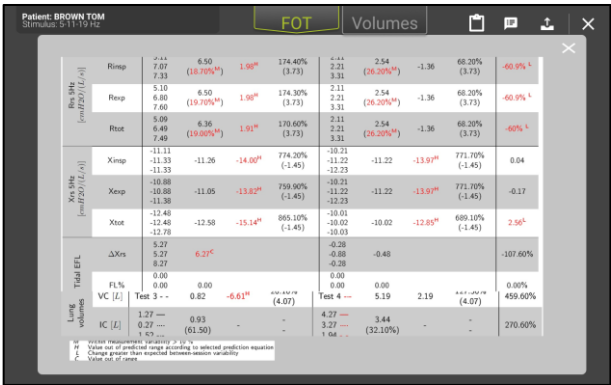 Patient: BROWN TOM
Stimulus: 5-11-19 Hz
FOT Volumes
Rrs 5Hz [cmH2O/(L/s)]
Rinsp 7.07 7.33 6.50 (18.70%ᴹ) 1.98ᴴ 174.40% (3.73) 2.21 3.31 2.54 (26.20%ᴹ) -1.36 68.20% (3.73) -60.9% ᴸ
Rexp 5.10 6.80 7.60 6.50 (19.70%ᴹ) 1.98ᴴ 174.30% (3.73) 2.11 2.21 3.31 2.54 (26.20%ᴹ) -1.36 68.20% (3.73) -60.9% ᴸ
Rtot 5.09 6.49 7.49 6.36 (19.00%ᴹ) 1.91ᴴ 170.60% (3.73) 2.11 2.21 3.31 2.54 (26.20%ᴹ) -1.36 68.20% (3.73) -60% ᴸ
Xrs 5Hz [cmH2O/(L/s)]
Xinsp -11.11 -11.33 -11.33 -11.26 -14.00ᴴ 774.20% (-1.45) -10.21 -11.22 -12.23 -11.22 -13.97ᴴ 771.70% (-1.45) 0.04
Xexp -10.88 -10.88 -11.38 -11.05 -13.82ᴴ 759.90% (-1.45) -10.21 -11.22 -12.23 -11.22 -13.97ᴴ 771.70% (-1.45) -0.17
Xtot -12.48 -12.48 -12.78 -12.58 -15.14ᴴ 865.10% (-1.45) -10.01 -10.02 -10.03 -10.02 -12.85ᴴ 689.10% (-1.45) 2.56ᴸ
Tidal EFL
ΔXrs 5.27 5.27 8.27 6.27ᶜ -0.28 -0.88 -0.28 -0.48 -107.60%
FL% 0.00 0.00 0.00 0.00 0.00 0.00 0.00%
Lung volumes
VC [L] Test 3 - - 0.82 -6.61ᴴ (4.07) Test 4 --- 5.19 2.19 (4.07) 459.60%
IC [L] 1.27 ---- 0.27 ---- 0.93 (61.50) - - - 4.27 --- 3.27 ---- 3.44 (32.10%) - - - 270.60%
M Within measurement variability > 10 %
H Value out of predicted range according to selected prediction equation
L Change greater than expected between-session variability
C Value out of range